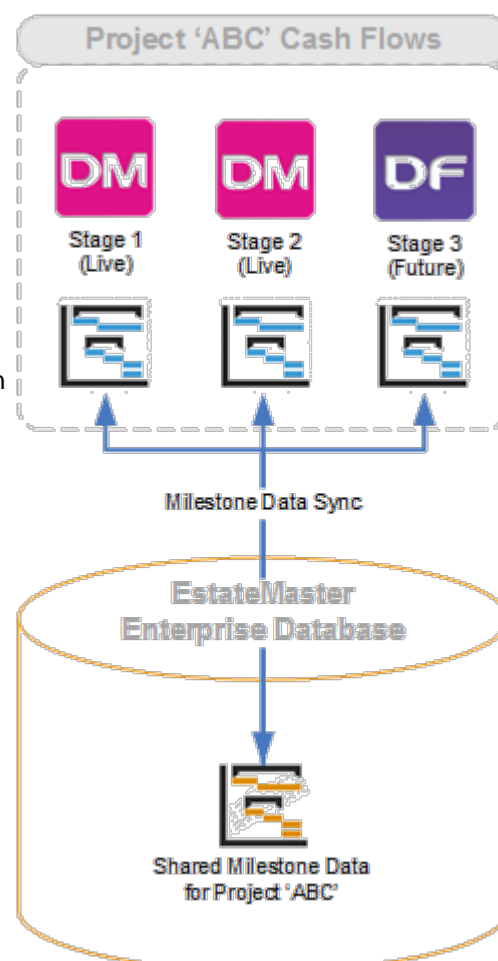 Project ‘ABC’ Cash Flows
DM DM DF
Stage 1 Stage 2 Stage 3
(Live) (Live) (Future)
n
Milestone Data Sync
EstateMaster
Enterprise Database
Shared Milestone Data
for Project ‘ABC’